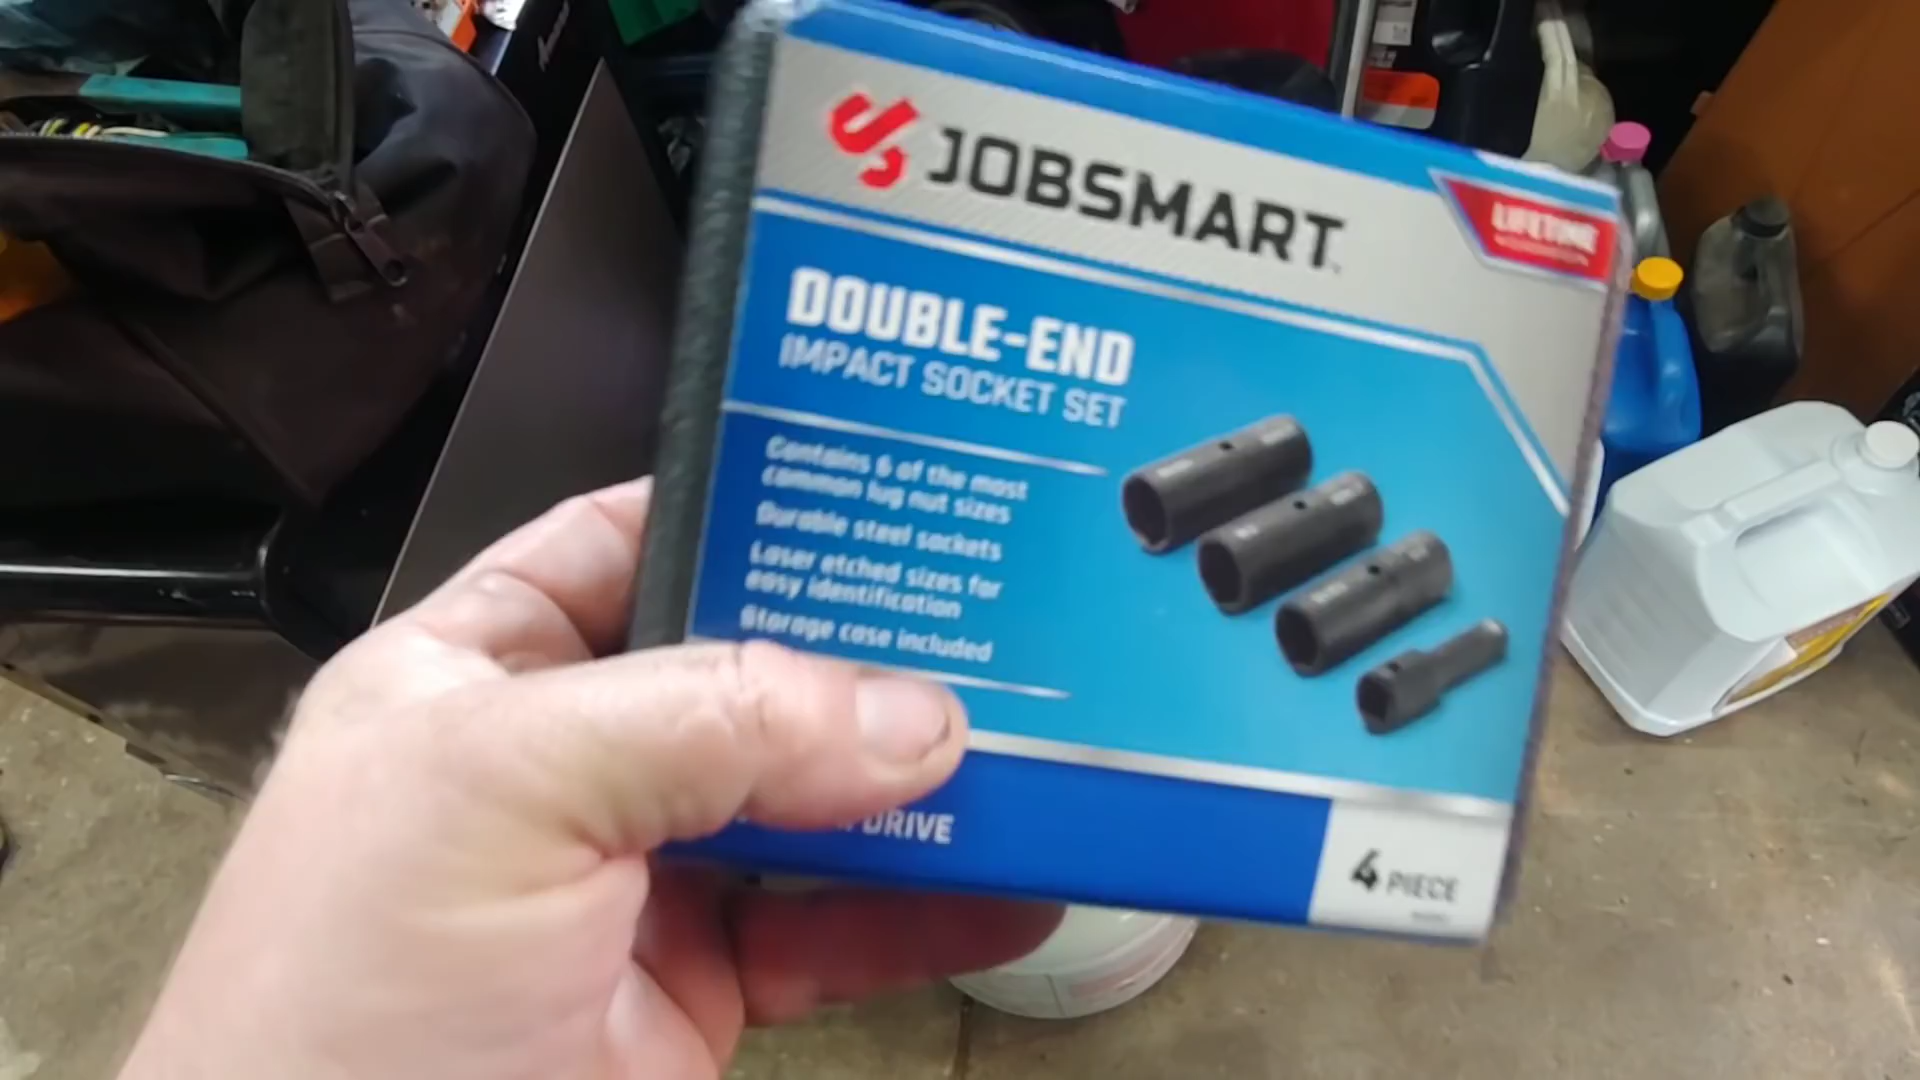 JOBSMART
LIFETIME
DOUBLE-END
IMPACT SOCKET SET
Contains 6 of the most
common lug nut sizes
Durable steel sockets
Laser etched sizes for
easy identification
Storage case included
DRIVE
4 PIECE